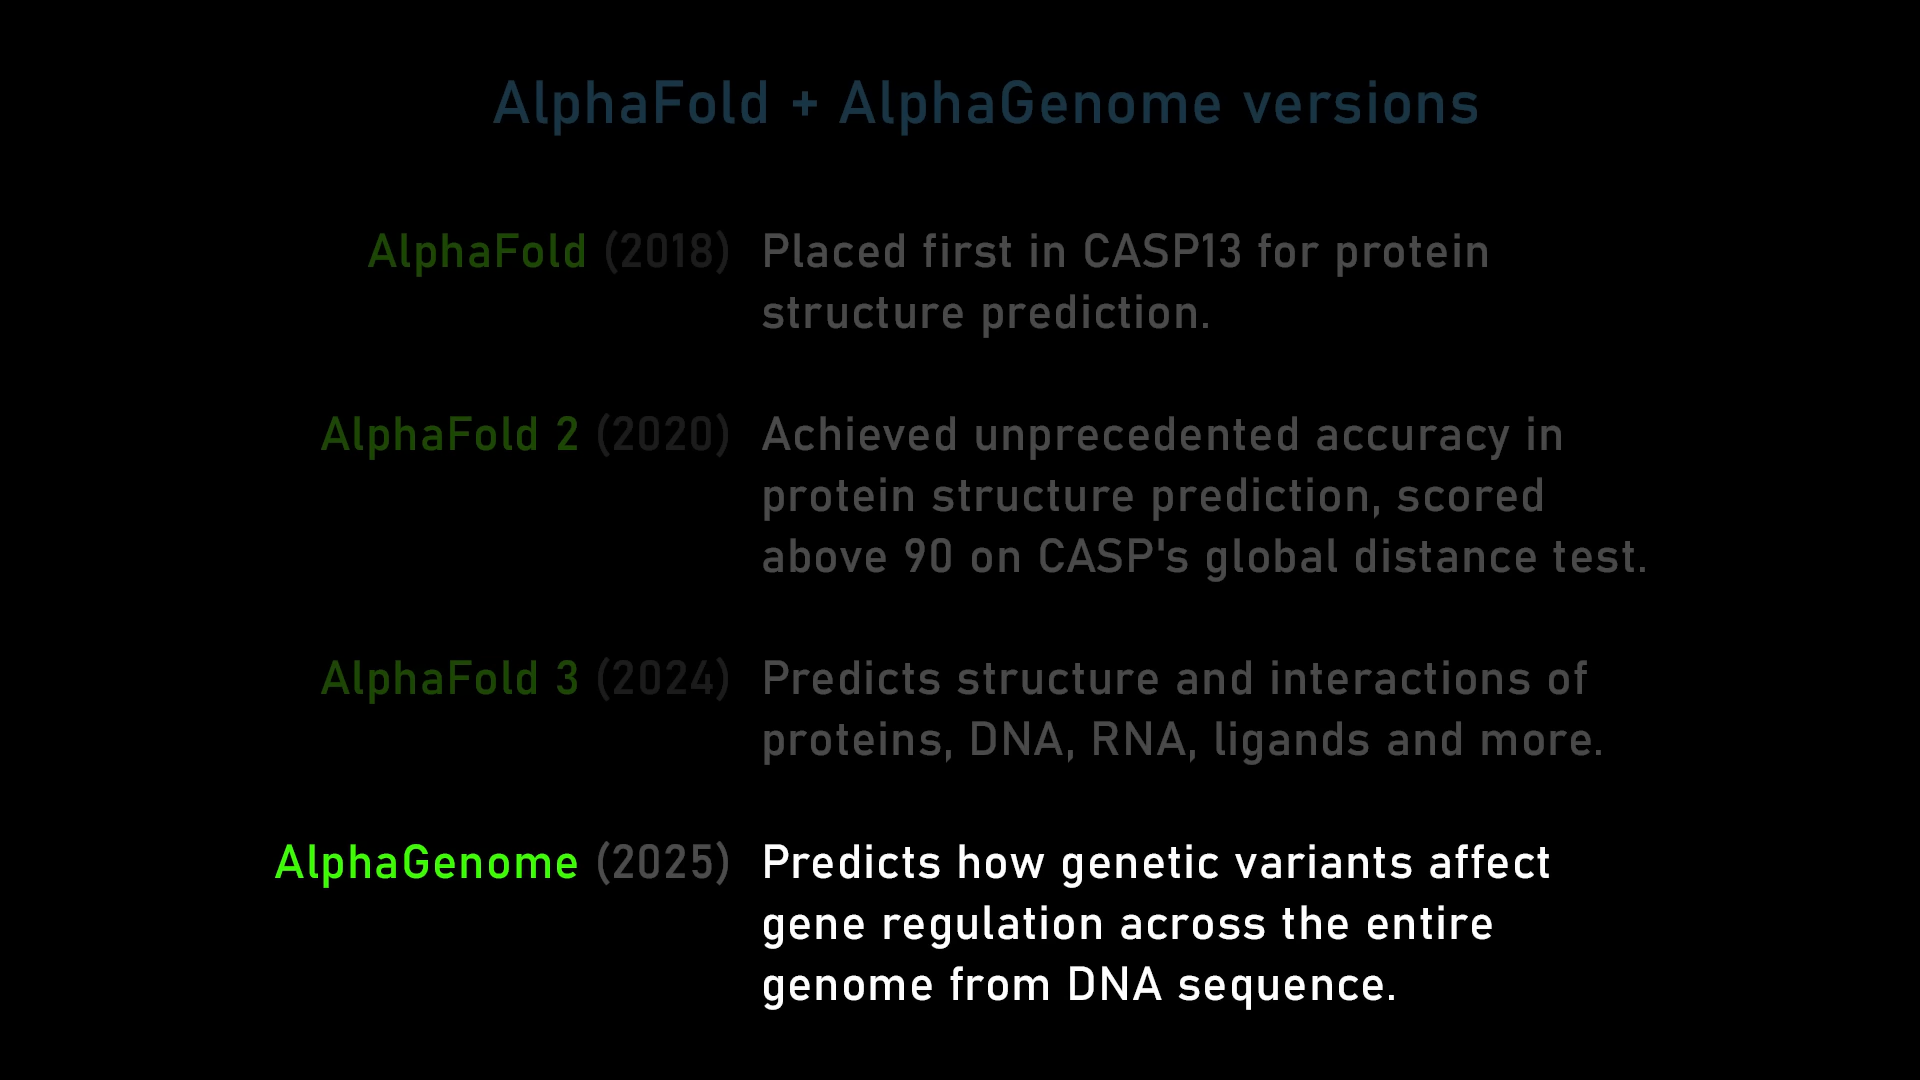 AlphaFold + AlphaGenome versions
AlphaFold (2018) Placed first in CASP13 for protein
structure prediction.
AlphaFold 2 (2020) Achieved unprecedented accuracy in
protein structure prediction, scored
above 90 on CASP's global distance test.
AlphaFold 3 (2024) Predicts structure and interactions of
proteins, DNA, RNA, ligands and more.
AlphaGenome (2025) Predicts how genetic variants affect
gene regulation across the entire
genome from DNA sequence.